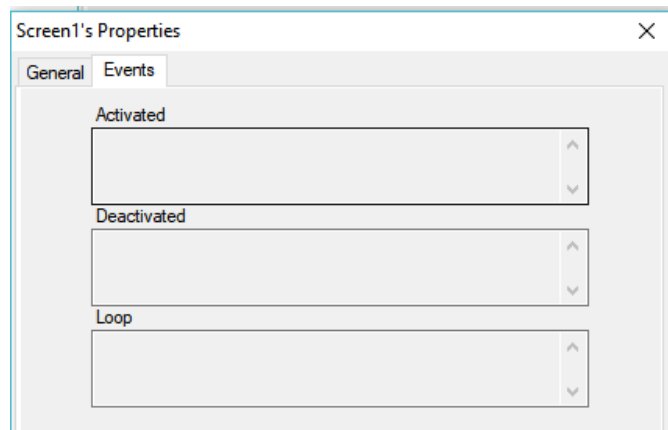 Screen1's Properties
General Events
Activated
Deactivated
Loop